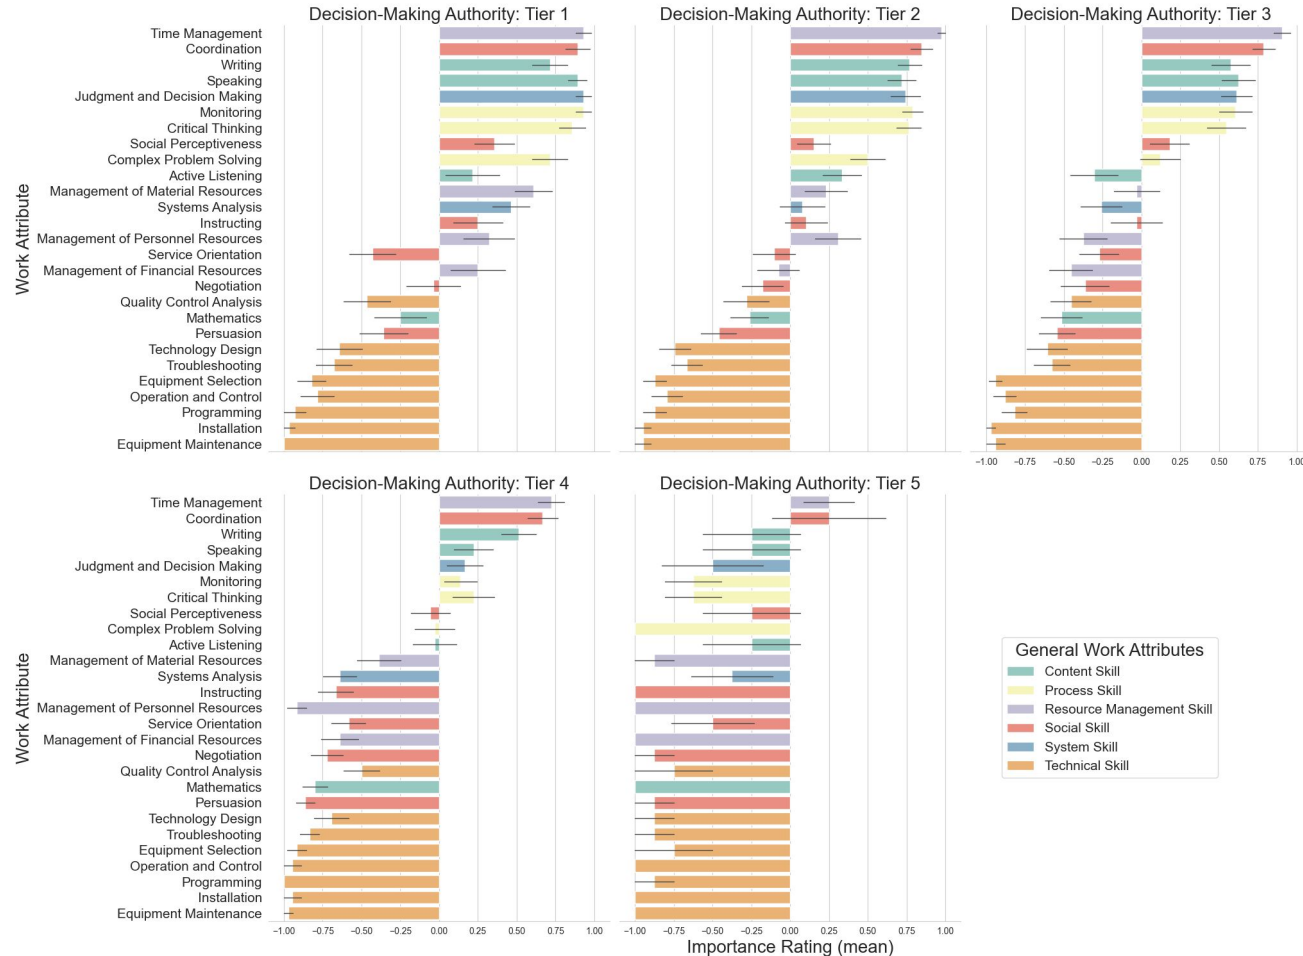 Decision-Making Authority: Tier 1
Decision-Making Authority: Tier 2
Decision-Making Authority: Tier 3
Work Attribute
Time Management
Coordination
Writing
Speaking
Judgment and Decision Making
Monitoring
Critical Thinking
Social Perceptiveness
Complex Problem Solving
Active Listening
Management of Material Resources
Systems Analysis
Instructing
Management of Personnel Resources
Service Orientation
Management of Financial Resources
Negotiation
Quality Control Analysis
Mathematics
Persuasion
Technology Design
Troubleshooting
Equipment Selection
Operation and Control
Programming
Installation
Equipment Maintenance
−1.00 −0.75 −0.50 −0.25 0.00 0.25 0.50 0.75 1.00
Decision-Making Authority: Tier 4
Decision-Making Authority: Tier 5
Work Attribute
Time Management
Coordination
Writing
Speaking
Judgment and Decision Making
Monitoring
Critical Thinking
Social Perceptiveness
Complex Problem Solving
Active Listening
Management of Material Resources
Systems Analysis
Instructing
Management of Personnel Resources
Service Orientation
Management of Financial Resources
Negotiation
Quality Control Analysis
Mathematics
Persuasion
Technology Design
Troubleshooting
Equipment Selection
Operation and Control
Programming
Installation
Equipment Maintenance
−1.00 −0.75 −0.50 −0.25 0.00 0.25 0.50 0.75 1.00
−1.00 −0.75 −0.50 −0.25 0.00 0.25 0.50 0.75 1.00
Importance Rating (mean)
General Work Attributes
Content Skill
Process Skill
Resource Management Skill
Social Skill
System Skill
Technical Skill